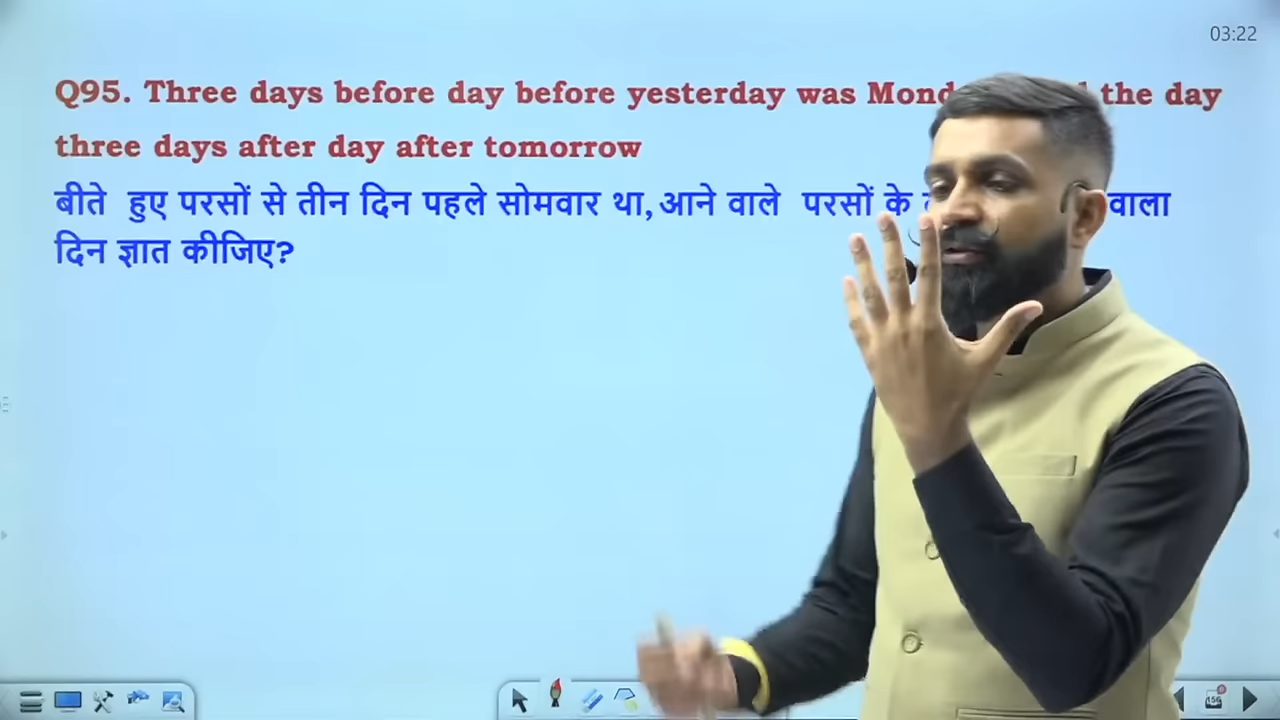 03:22
Q95. Three days before day before yesterday was the day
three days after day after tomorrow
बीते हुए परसों से तीन दिन पहले सोमवार था, आने वाले परसों के वाला
दिन ज्ञात कीजिए?